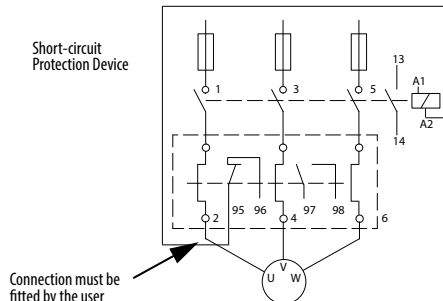 Short-circuit
Protection Device
13
1
3
5
A1
A2
14
95
96
97
98
2
4
6
U
V
W
Connection must be
fitted by the user